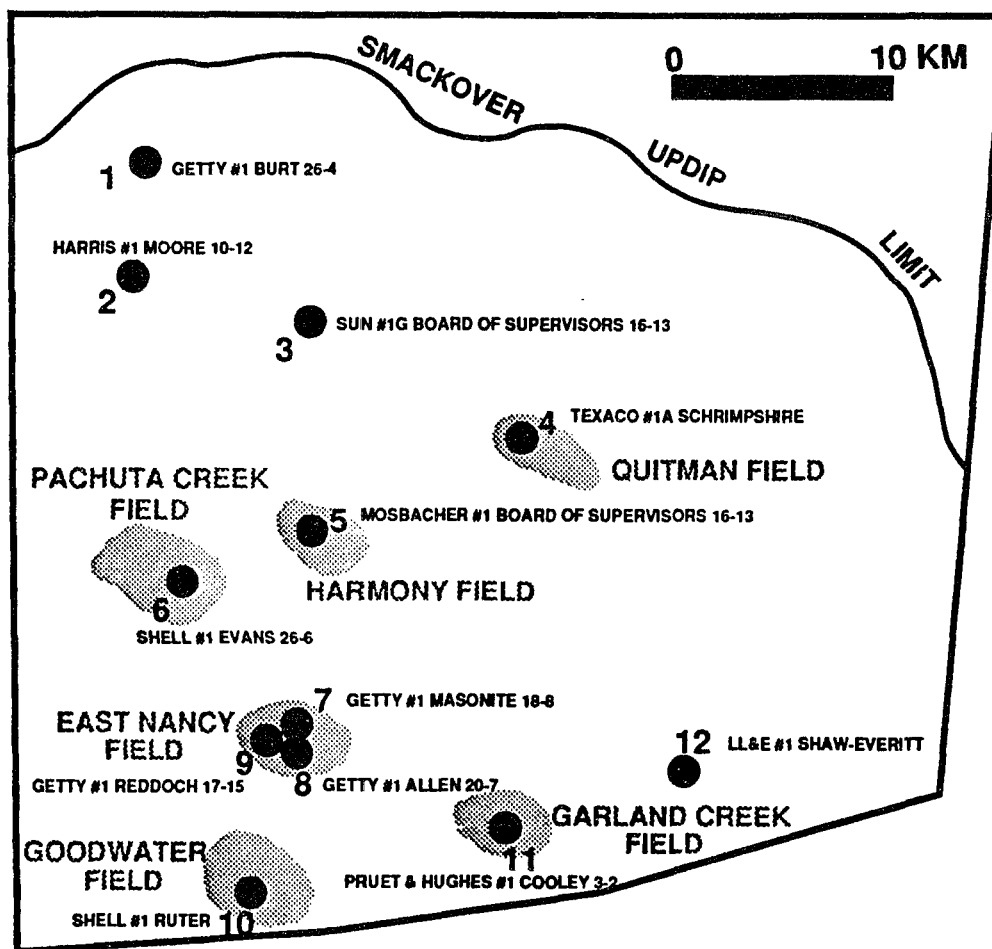 SMACKOVER UPDIP LIMIT
0 10 KM
1 GETTY #1 BURT 26-4
HARRIS #1 MOORE 10-12
2
3 SUN #1G BOARD OF SUPERVISORS 16-13
4 TEXACO #1A SCHRIMPSHIRE
QUITMAN FIELD
PACHUTA CREEK
FIELD
5 MOSBACHER #1 BOARD OF SUPERVISORS 16-13
HARMONY FIELD
6
SHELL #1 EVANS 26-6
7 GETTY #1 MASONITE 18-8
EAST NANCY
FIELD
9
GETTY #1 REDDOCH 17-15
8 GETTY #1 ALLEN 20-7
12 LL&E #1 SHAW-EVERITT
GARLAND CREEK
FIELD
11
PRUET & HUGHES #1 COOLEY 3-2
GOODWATER
FIELD
SHELL #1 RUTER 10